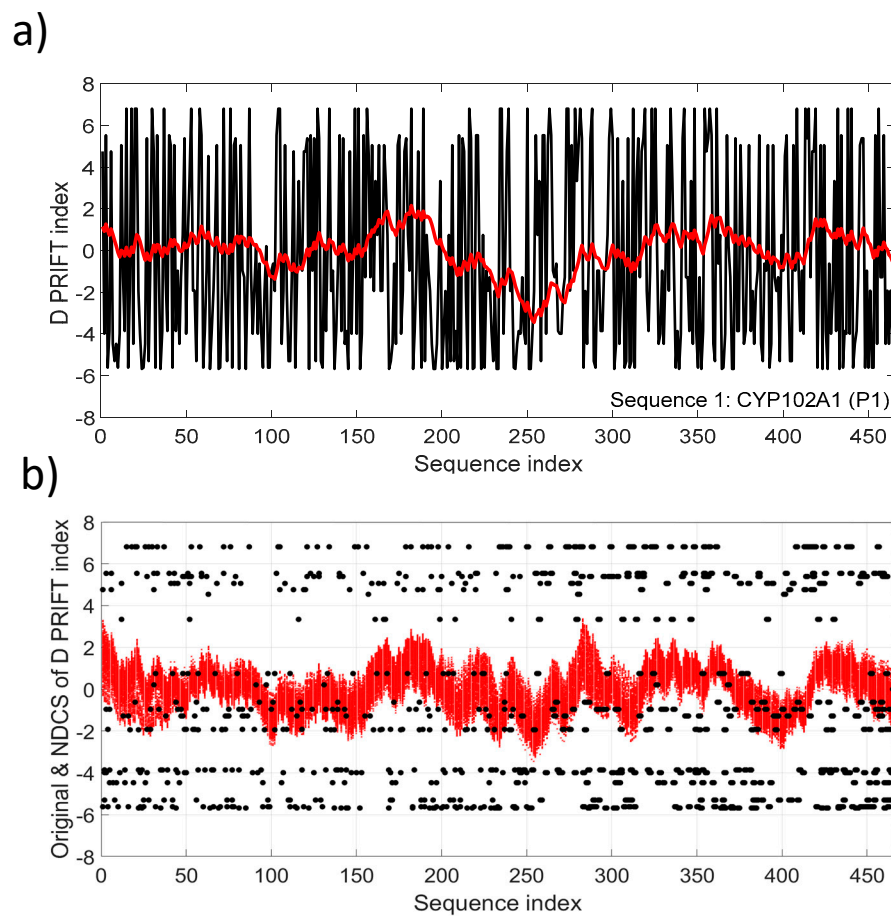 a)
8
6
4
2
0
-2
-4
-6
-8
D PRIFT index
Sequence 1: CYP102A1 (P1)
0 50 100 150 200 250 300 350 400 450
Sequence index
b)
8
6
4
2
0
-2
-4
-6
-8
Original & NDCS of D PRIFT index
0 50 100 150 200 250 300 350 400 450
Sequence index